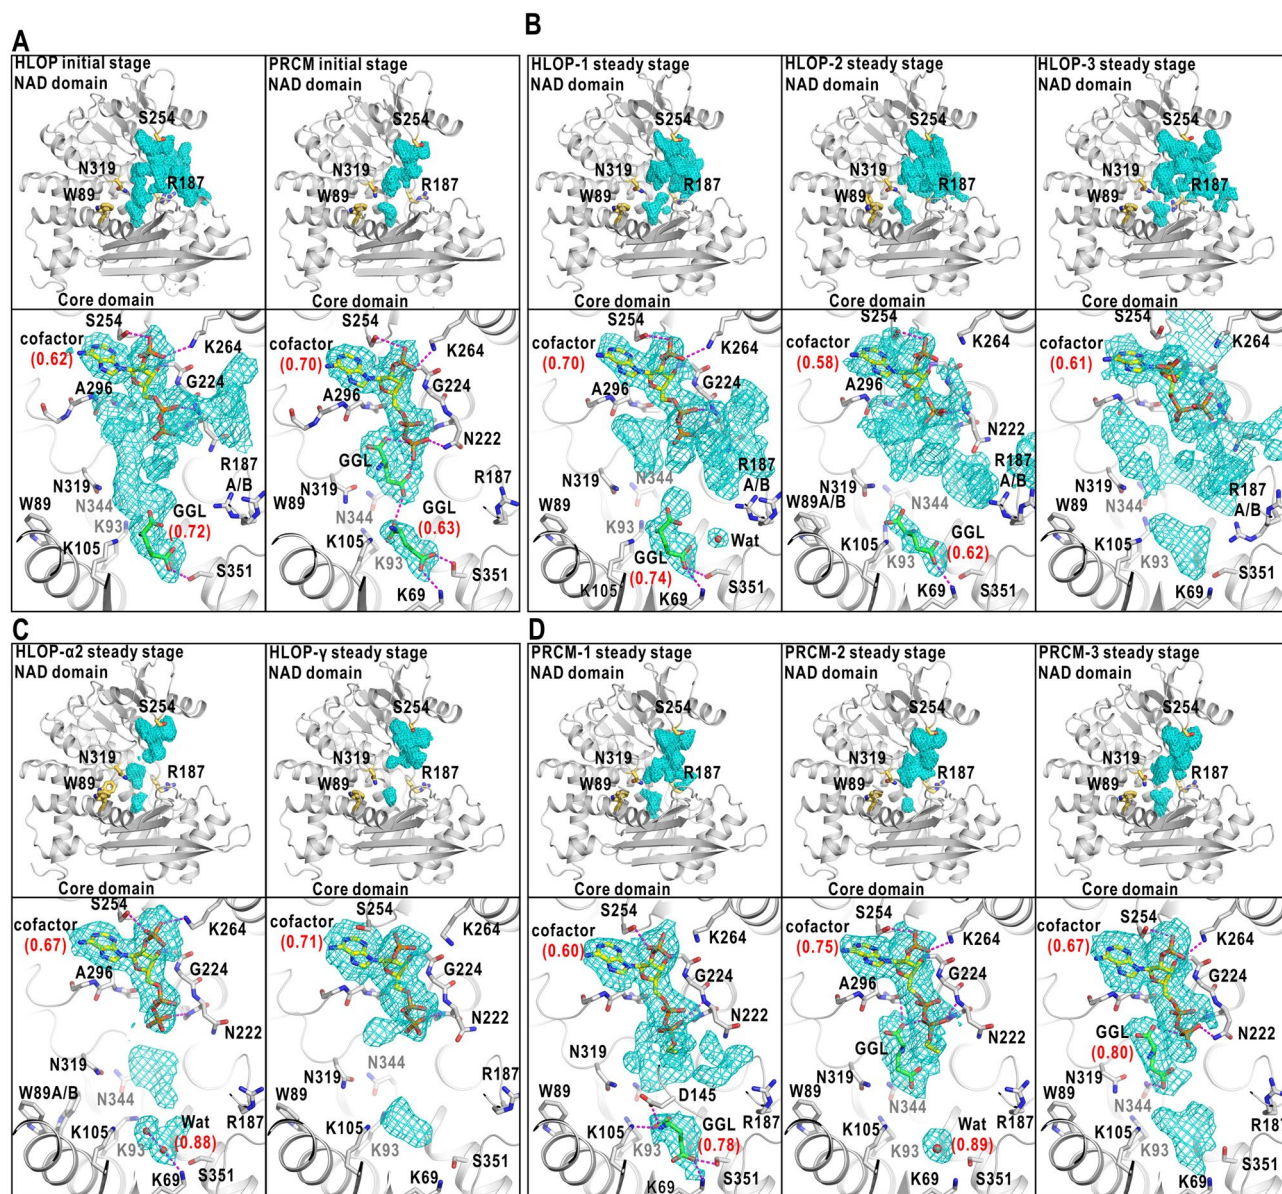 A
HLOP initial stage
NAD domain
S254
N319
W89
R187
Core domain
PRCM initial stage
NAD domain
S254
N319
W89
R187
Core domain
S254
cofactor
(0.62)
K264
G224
A296
R187
A/B
N319
N344
W89
K93
GGL
(0.72)
K105
S351
S254
cofactor
(0.70)
K264
G224
A296
N222
GGL
R187
N319
W89
N344
GGL
(0.63)
K105
K93
S351
K69
B
HLOP-1 steady stage
NAD domain
S254
N319
W89
R187
Core domain
HLOP-2 steady stage
NAD domain
S254
N319
W89
R187
Core domain
HLOP-3 steady stage
NAD domain
S254
N319
W89
R187
Core domain
S254
cofactor
(0.70)
K264
G224
A296
R187
A/B
N319
N344
W89
K93
Wat
GGL
(0.74)
K105
S351
K69
S254
cofactor
(0.58)
K264
G224
A296
N222
R187
A/B
N319
N344
W89A/B
K105
GGL
(0.62)
K93
S351
K69
S254
cofactor
(0.61)
K264
G224
A296
N319
R187
A/B
N344
W89
K105
K93
S351
K69
C
HLOP-α2 steady stage
NAD domain
S254
N319
W89
R187
Core domain
HLOP-γ steady stage
NAD domain
S254
N319
W89
R187
Core domain
S254
cofactor
(0.67)
K264
G224
A296
N222
N319
N344
W89A/B
R187
K105
Wat
(0.88)
K93
S351
K69
S254
cofactor
(0.71)
K264
G224
A296
N222
N319
N344
R187
W89
K105
K93
S351
K69
D
PRCM-1 steady stage
NAD domain
S254
N319
W89
R187
Core domain
PRCM-2 steady stage
NAD domain
S254
N319
W89
R187
Core domain
PRCM-3 steady stage
NAD domain
S254
N319
W89
R187
Core domain
S254
cofactor
(0.60)
K264
G224
A296
N222
N319
D145
W89
R187
K105
GGL
(0.78)
K93
S351
K69
S254
cofactor
(0.75)
K264
G224
A296
N222
GGL
N319
N344
W89
R187
K105
Wat
(0.89)
K93
S351
K69
S254
cofactor
(0.67)
K264
G224
A296
GGL
(0.80)
N222
N319
N344
W89
R187
K105
K93
S351
K69